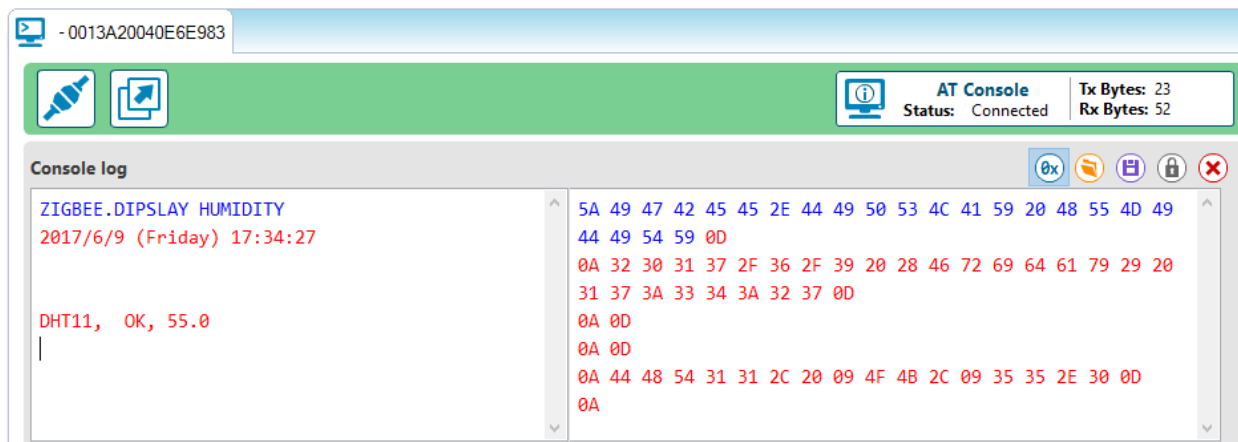 - 0013A20040E6E983
AT Console
Status: Connected
Tx Bytes: 23
Rx Bytes: 52
Console log
0x
ZIGBEE.DIPSLAY HUMIDITY
2017/6/9 (Friday) 17:34:27
DHT11, OK, 55.0
5A 49 47 42 45 45 2E 44 49 50 53 4C 41 59 20 48 55 4D 49
44 49 54 59 0D
0A 32 30 31 37 2F 36 2F 39 20 28 46 72 69 64 61 79 29 20
31 37 3A 33 34 3A 32 37 0D
0A 0D
0A 0D
0A 44 48 54 31 31 2C 20 09 4F 4B 2C 09 35 35 2E 30 0D
0A